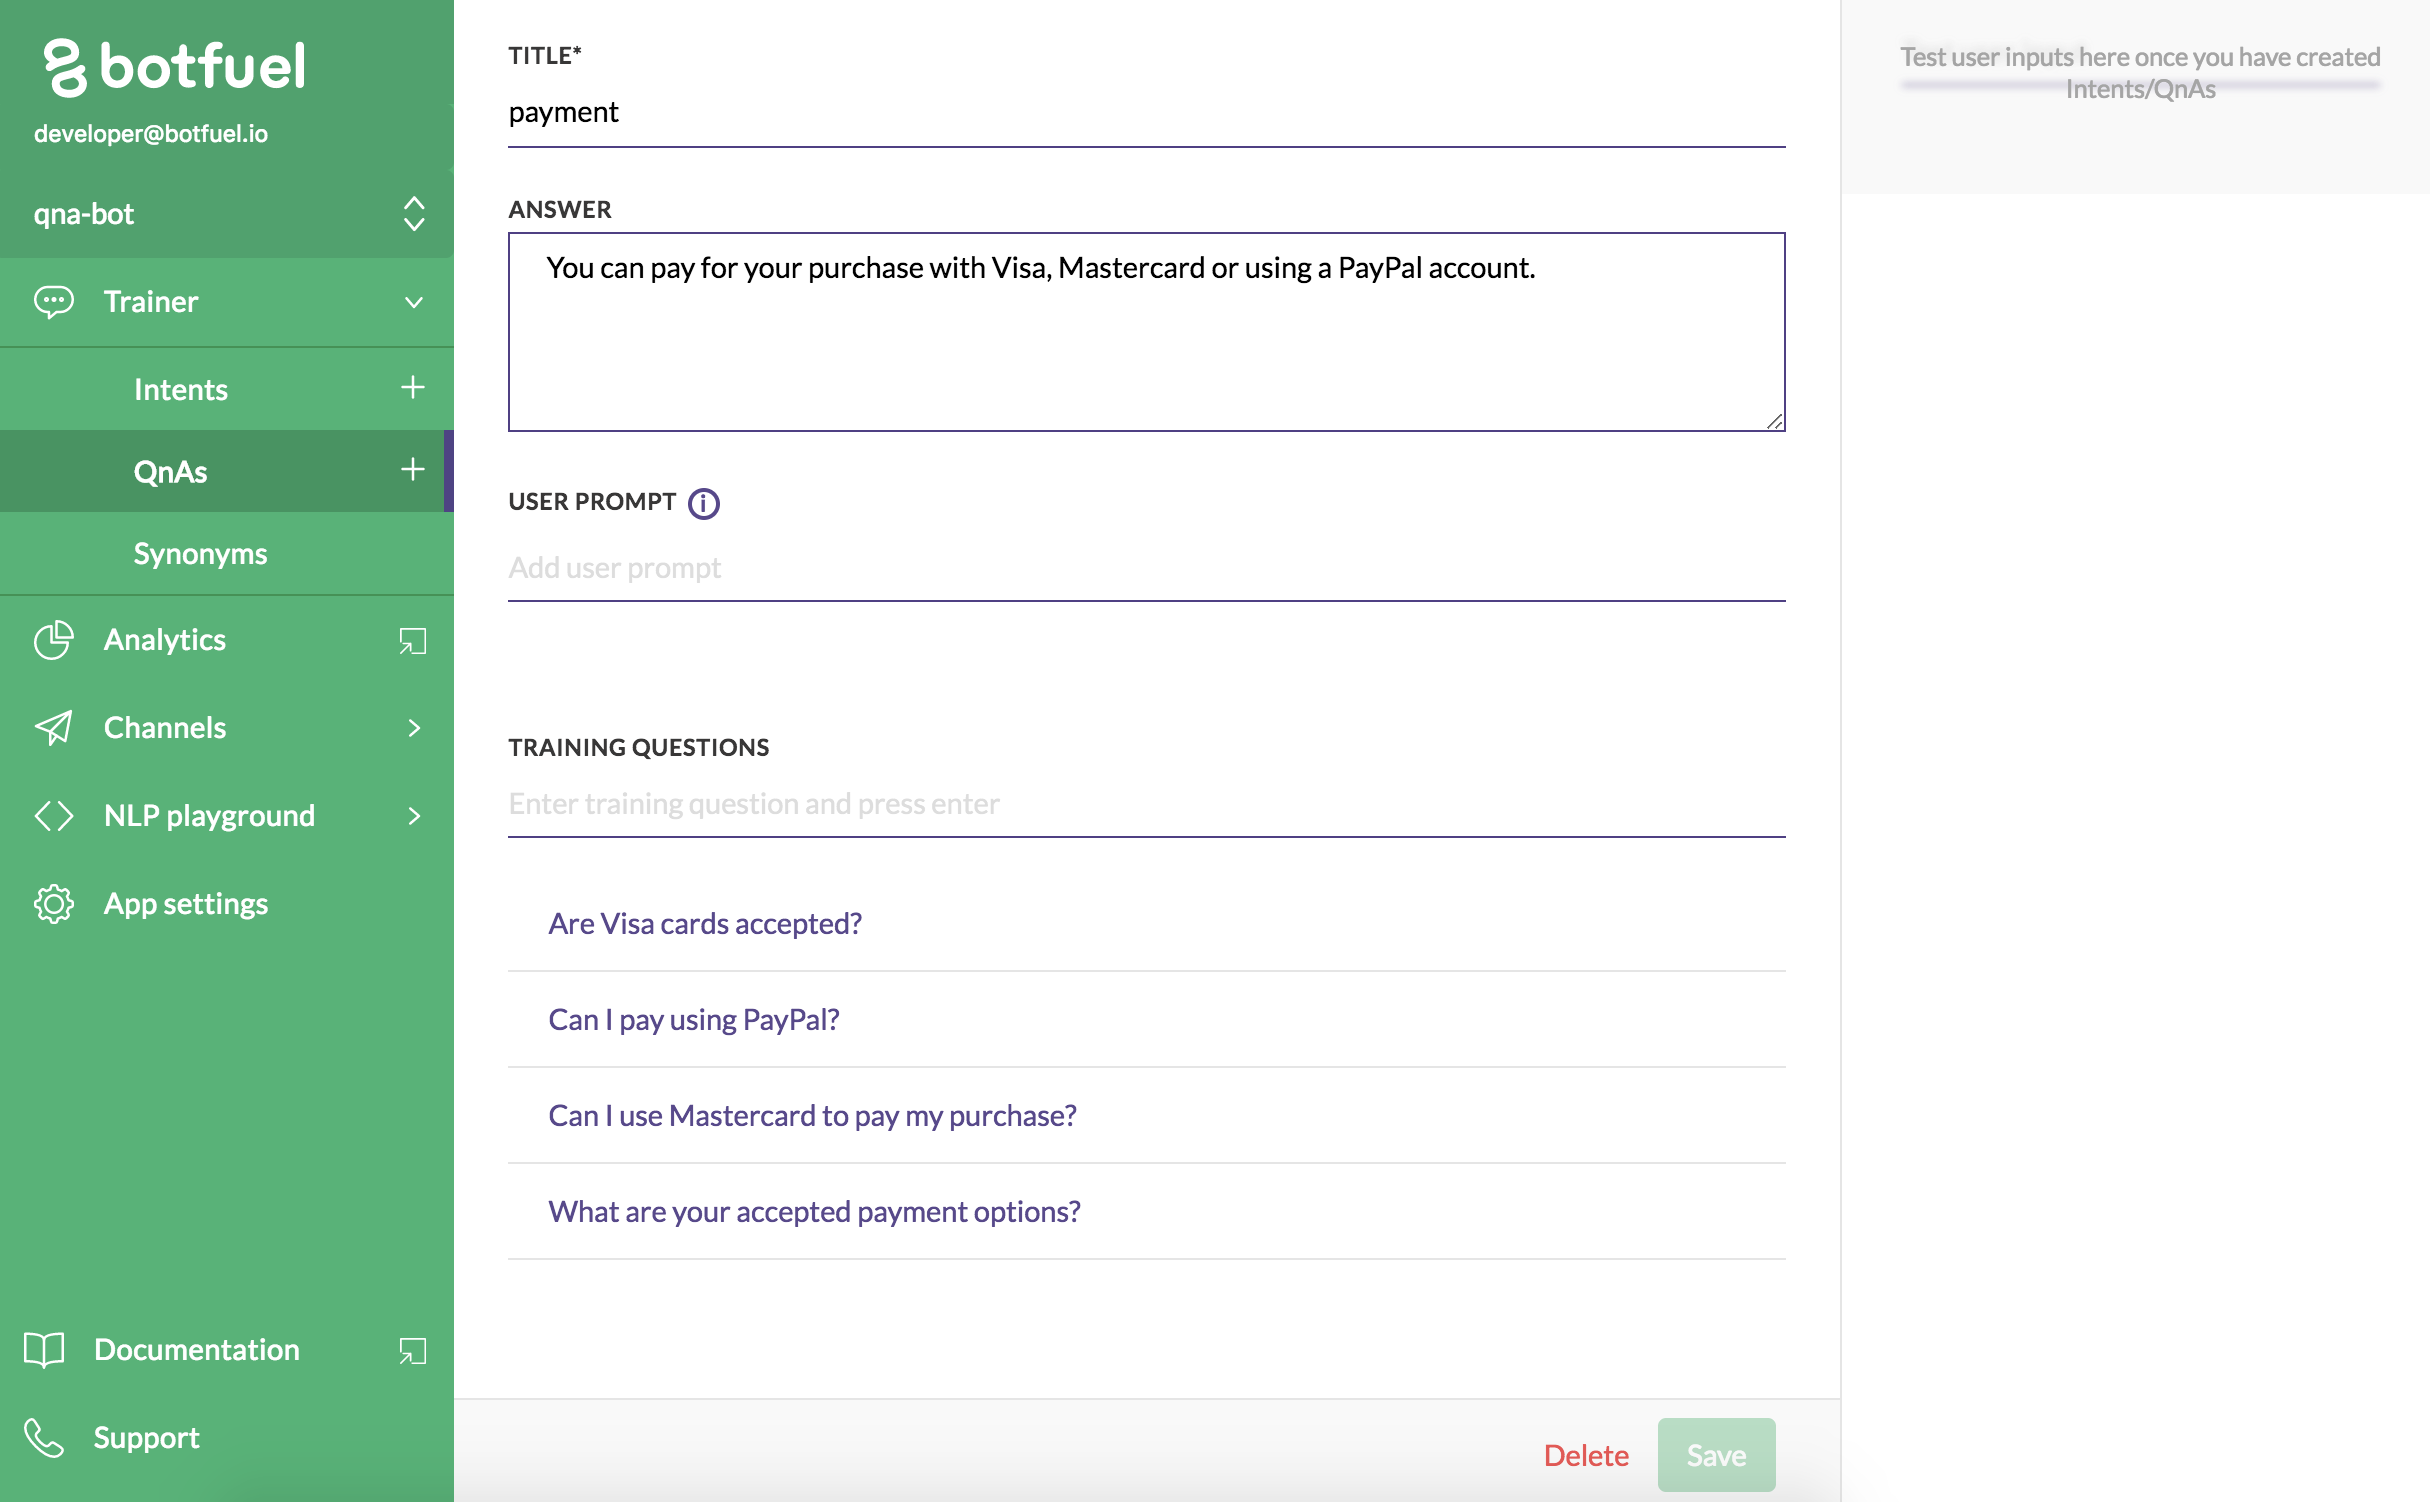 botfuel
developer@botfuel.io
qna-bot
Trainer
Intents
QnAs
Synonyms
Analytics
Channels
NLP playground
App settings
Documentation
Support
TITLE*
payment
ANSWER
You can pay for your purchase with Visa, Mastercard or using a PayPal account.
USER PROMPT
Add user prompt
TRAINING QUESTIONS
Enter training question and press enter
Are Visa cards accepted?
Can I pay using PayPal?
Can I use Mastercard to pay my purchase?
What are your accepted payment options?
Delete
Save
Test user inputs here once you have created
Intents/QnAs